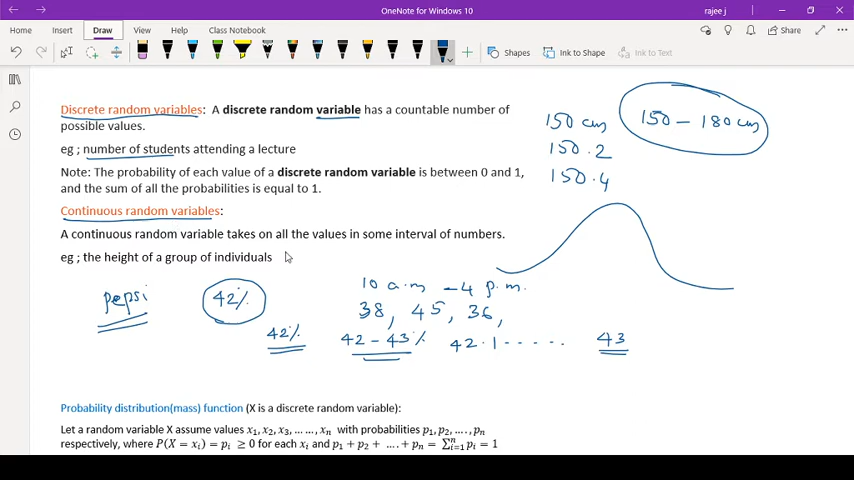 OneNote for Windows 10
rajee j
Home Insert Draw View Help Class Notebook
Share
Shapes Ink to Shape Ink to Text
Discrete random variables: A discrete random variable has a countable number of
possible values.
eg ; number of students attending a lecture
Note: The probability of each value of a discrete random variable is between 0 and 1,
and the sum of all the probabilities is equal to 1.
150 cm
150.2
150.4
150 – 180 cm
Continuous random variables:
A continuous random variable takes on all the values in some interval of numbers.
eg ; the height of a group of individuals
pepsi 42%
10 a.m – 4 p.m.
38, 45, 36,
42% 42 – 43% 42.1 ...... 43
Probability distribution(mass) function (X is a discrete random variable):
Let a random variable X assume values x₁, x₂, x₃, ......, xₙ with probabilities p₁, p₂, ...., pₙ
respectively, where P(X = xᵢ) = pᵢ ≥ 0 for each xᵢ and p₁ + p₂ + .... + pₙ = ∑ⁿᵢ₌₁ pᵢ = 1